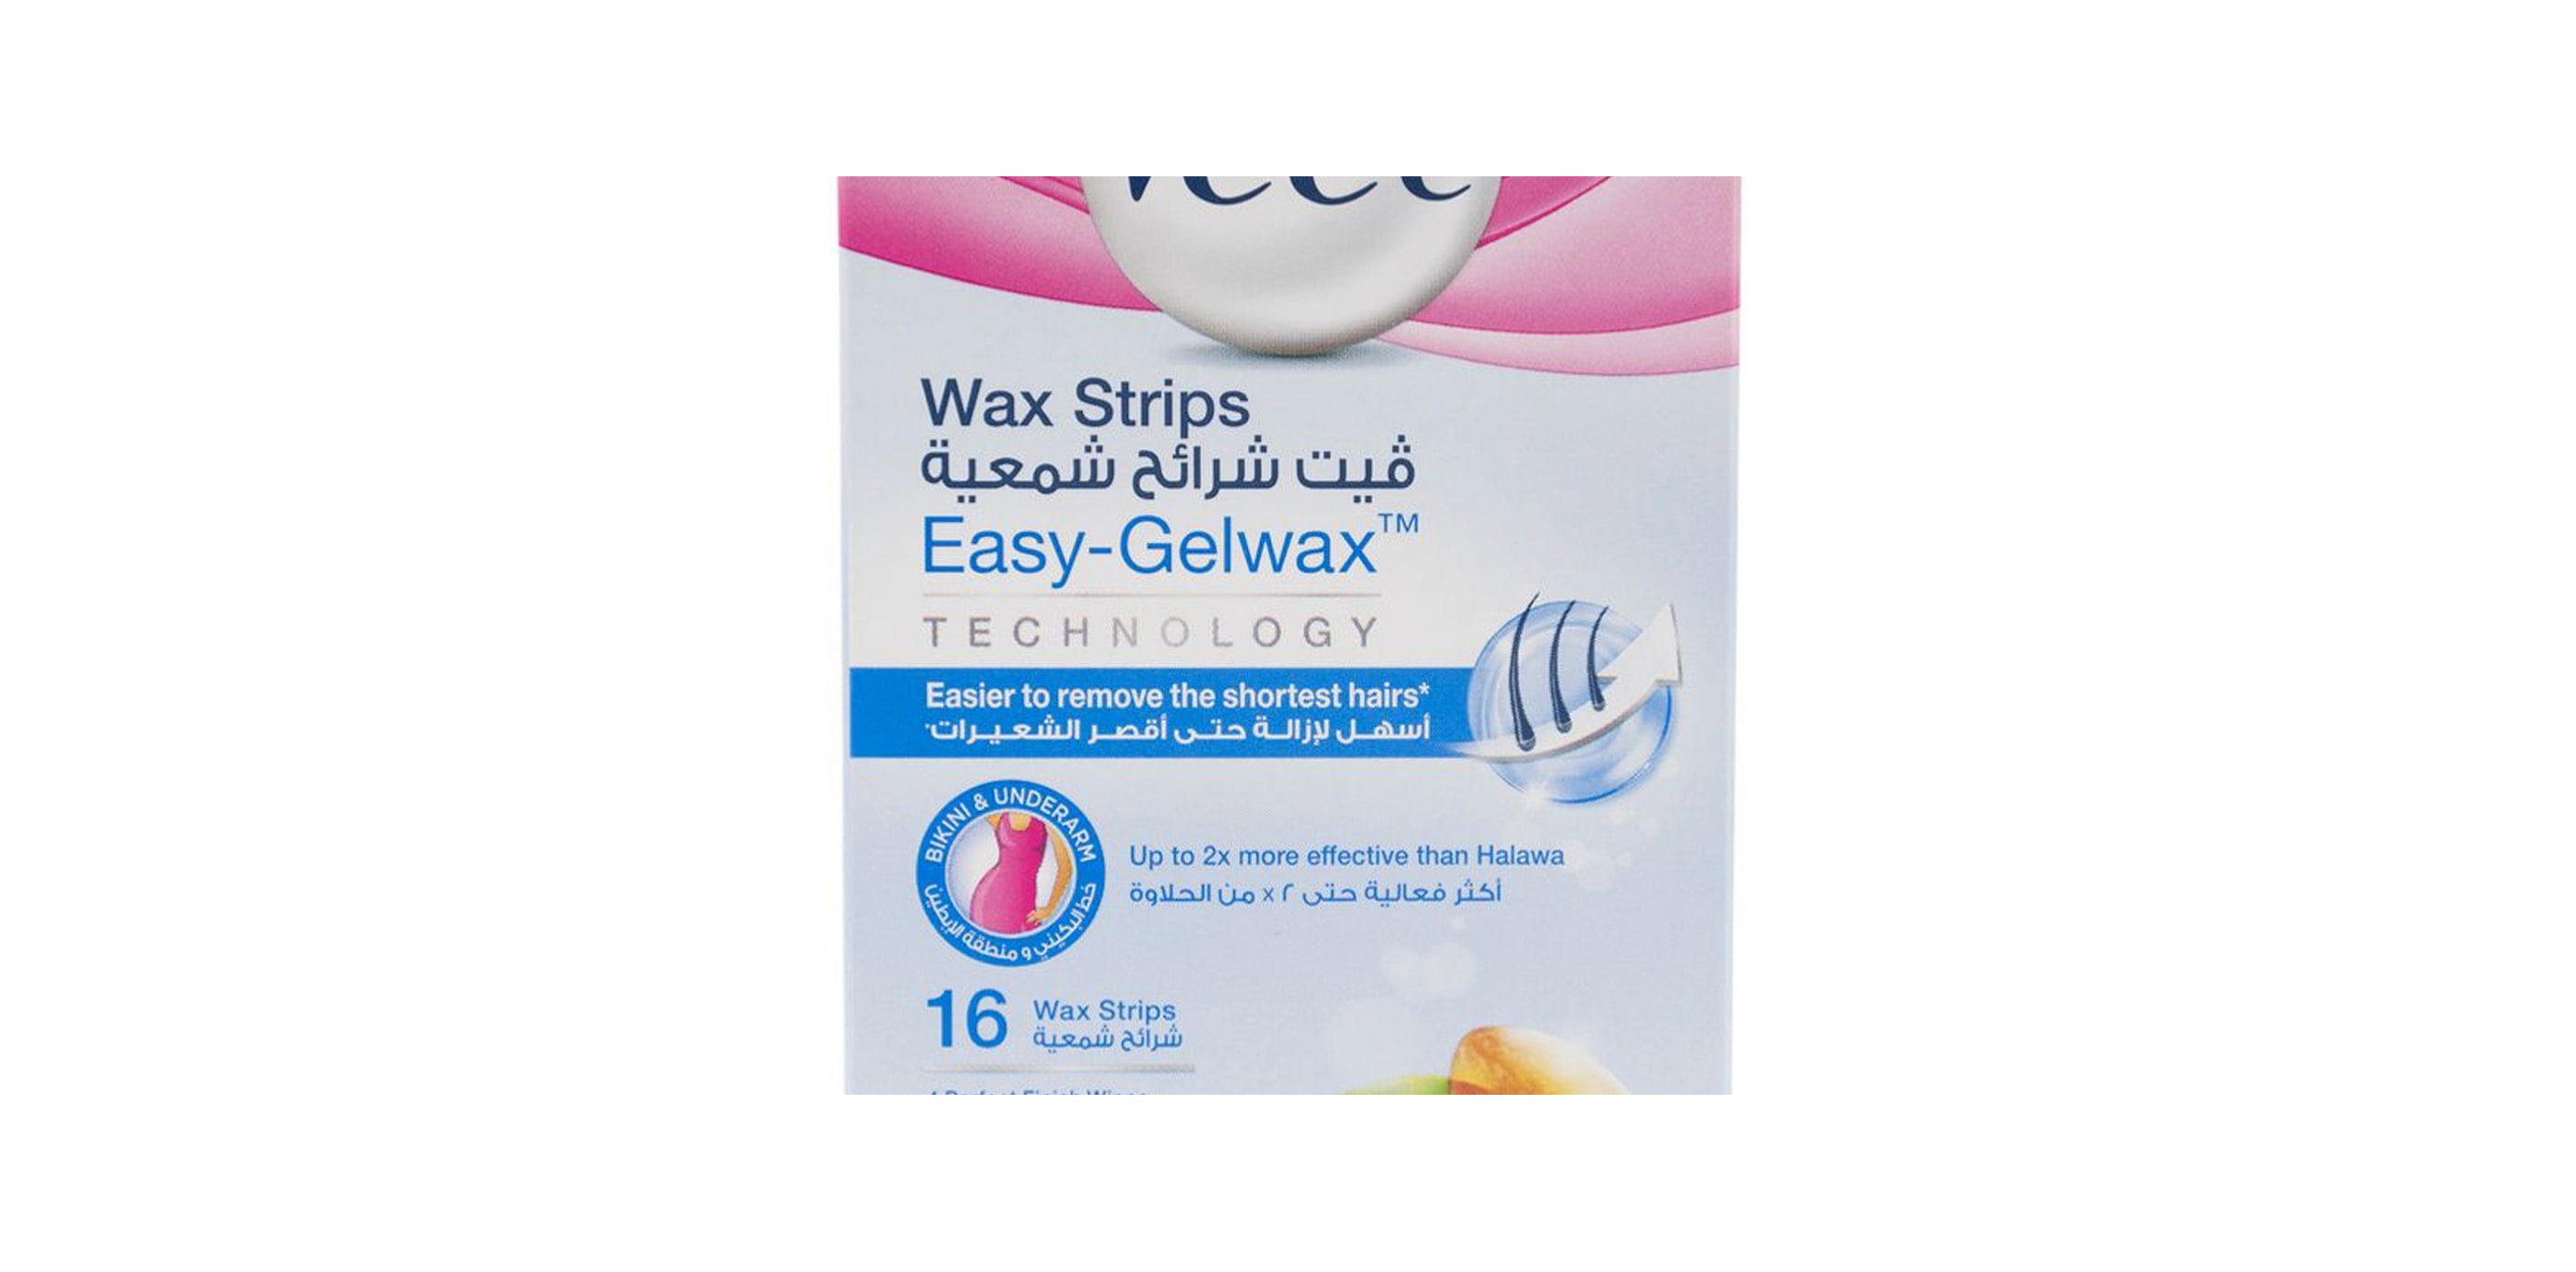 Wax Strips
ڤيت شرائح شمعية
Easy-Gelwax™
TECHNOLOGY
Easier to remove the shortest hairs*
أسهل لإزالة حتى أقصر الشعيرات*
BIKINI & UNDERARM
خط البكيني و منطقة الإبطين
Up to 2x more effective than Halawa
أكثر فعالية حتى ٢ x من الحلاوة
16 Wax Strips
شرائح شمعية